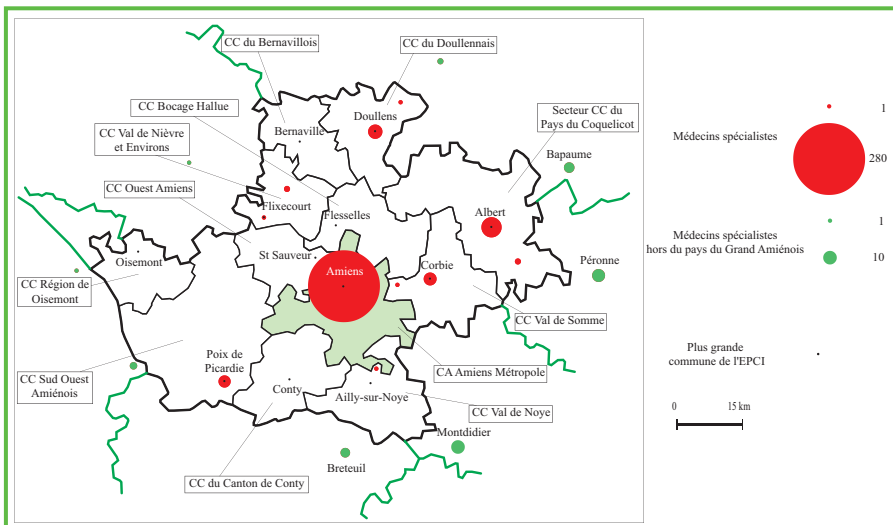 CC du Bernavillois
CC du Doullennais
CC Bocage Hallue
CC Val de Nièvre
et Environs
CC Ouest Amiens
Secteur CC du
Pays du Coquelicot
Bernaville
Doullens
Bapaume
Flixecourt
Flesselles
Albert
Oisemont
St Sauveur
Amiens
Corbie
Péronne
CC Région de
Oisemont
CC Val de Somme
CC Sud Ouest
Amiénois
Poix de
Picardie
CA Amiens Métropole
Conty
Ailly-sur-Noye
CC Val de Noye
Montdidier
Breteuil
CC du Canton de Conty
Médecins spécialistes
1
280
Médecins spécialistes
hors du pays du Grand Amiénois
1
10
Plus grande
commune de l'EPCI
0 15 km